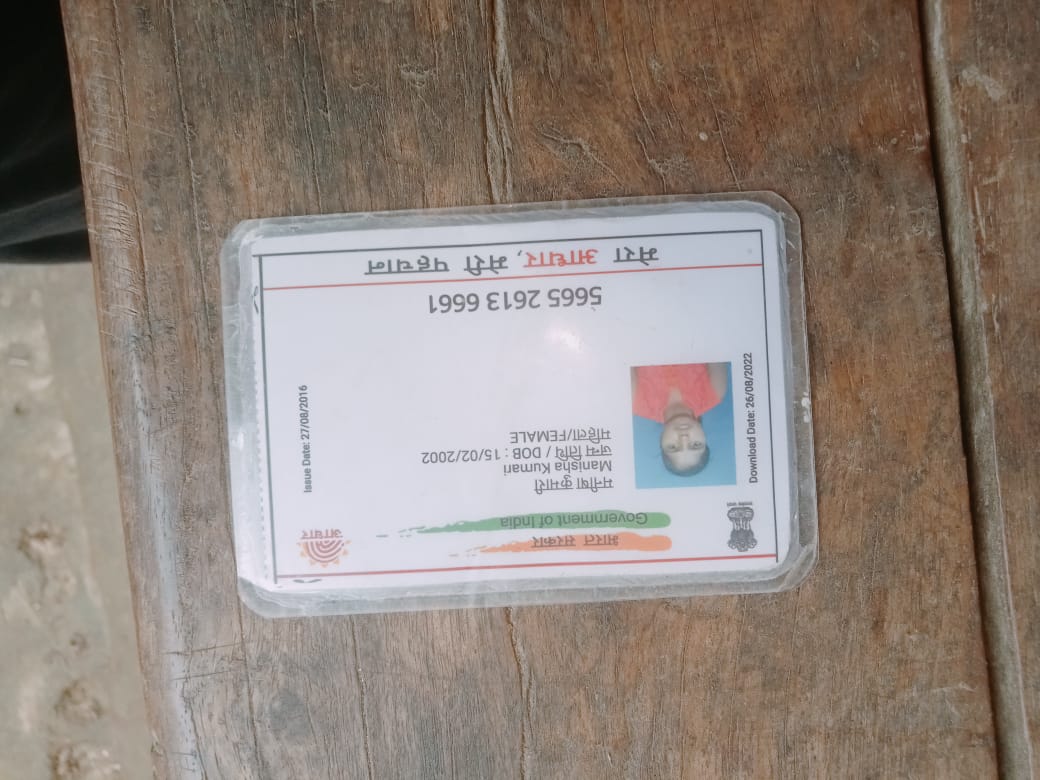 भारत सरकार
Government of India
आधार
मनीषा कुमारी
Manisha Kumari
जन्म तिथि / DOB : 15/02/2002
महिला/FEMALE
Issue Date: 27/08/2016
Download Date: 26/08/2022
5665 2613 6661
मेरा आधार, मेरी पहचान